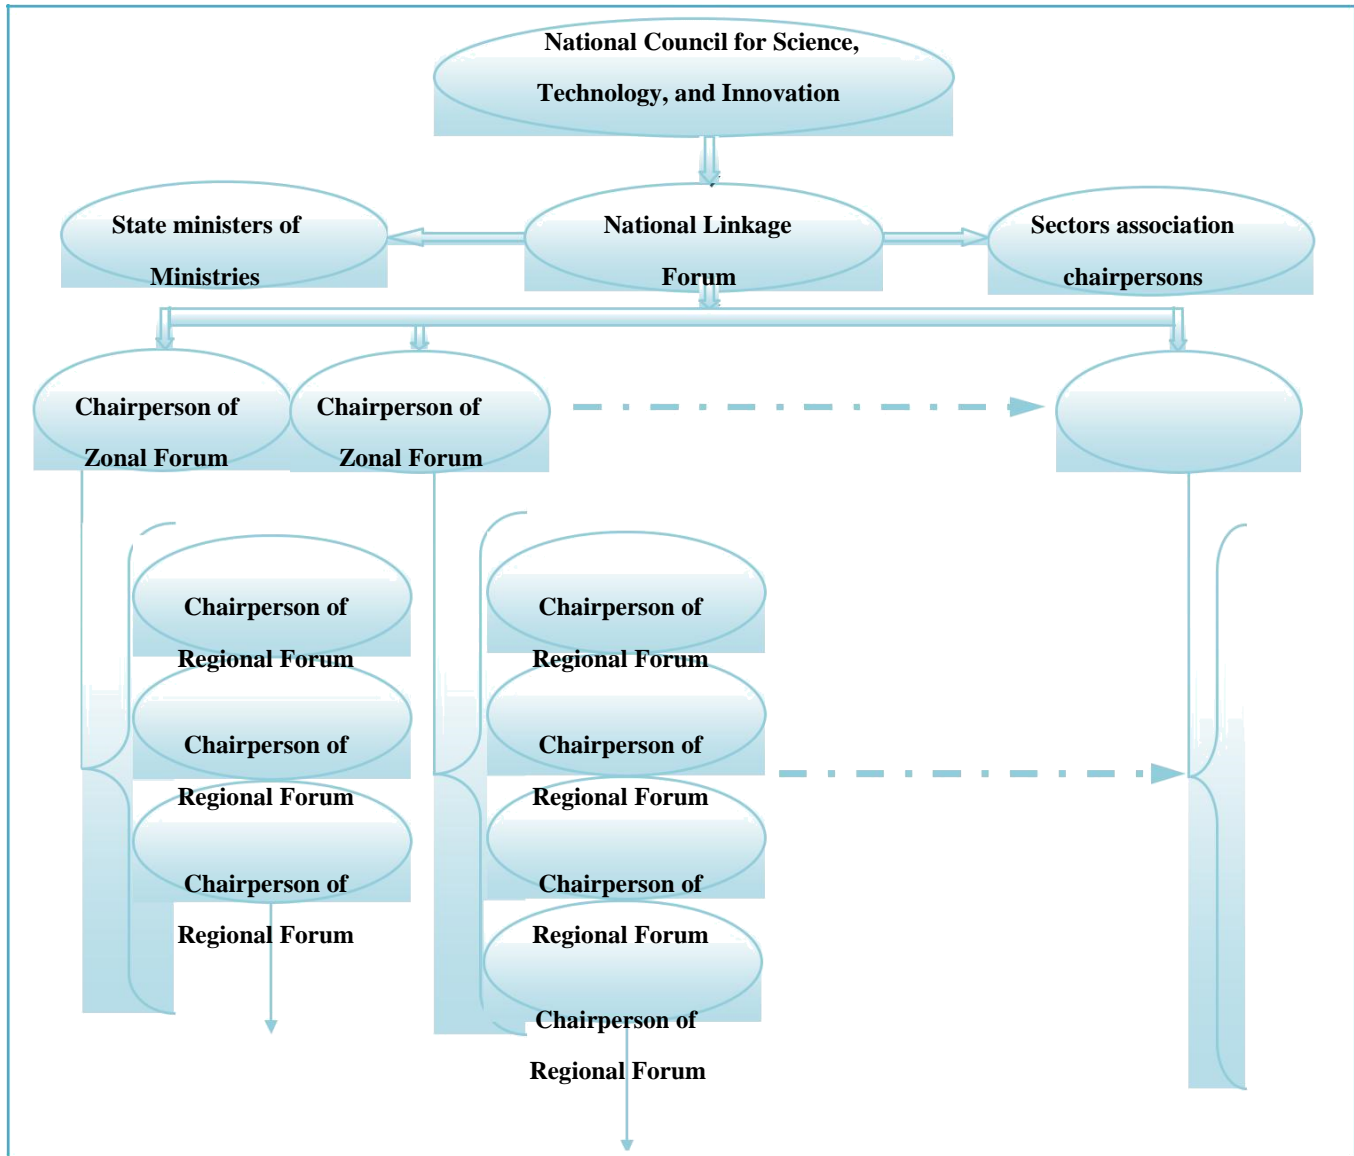 National Council for Science,
Technology, and Innovation
State ministers of
Ministries
National Linkage
Forum
Sectors association
chairpersons
Chairperson of
Zonal Forum
Chairperson of
Zonal Forum
Chairperson of
Regional Forum
Chairperson of
Regional Forum
Chairperson of
Regional Forum
Chairperson of
Regional Forum
Chairperson of
Regional Forum
Chairperson of
Regional Forum
Chairperson of
Regional Forum